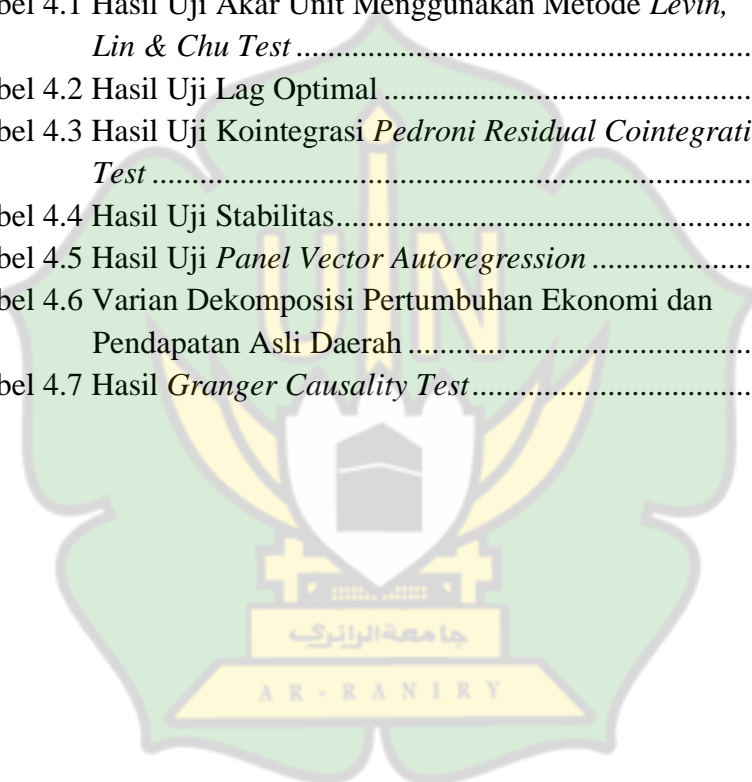 bel 4.1 Hasil Uji Akar Unit Menggunakan Metode Levin,
Lin & Chu Test ............................................................
bel 4.2 Hasil Uji Lag Optimal ................................................
bel 4.3 Hasil Uji Kointegrasi Pedroni Residual Cointegrati
Test ..............................................................................
bel 4.4 Hasil Uji Stabilitas......................................................
bel 4.5 Hasil Uji Panel Vector Autoregression .....................
bel 4.6 Varian Dekomposisi Pertumbuhan Ekonomi dan
Pendapatan Asli Daerah .............................................
bel 4.7 Hasil Granger Causality Test.....................................
UIN
جامعة الرانري
AR-RANIRY